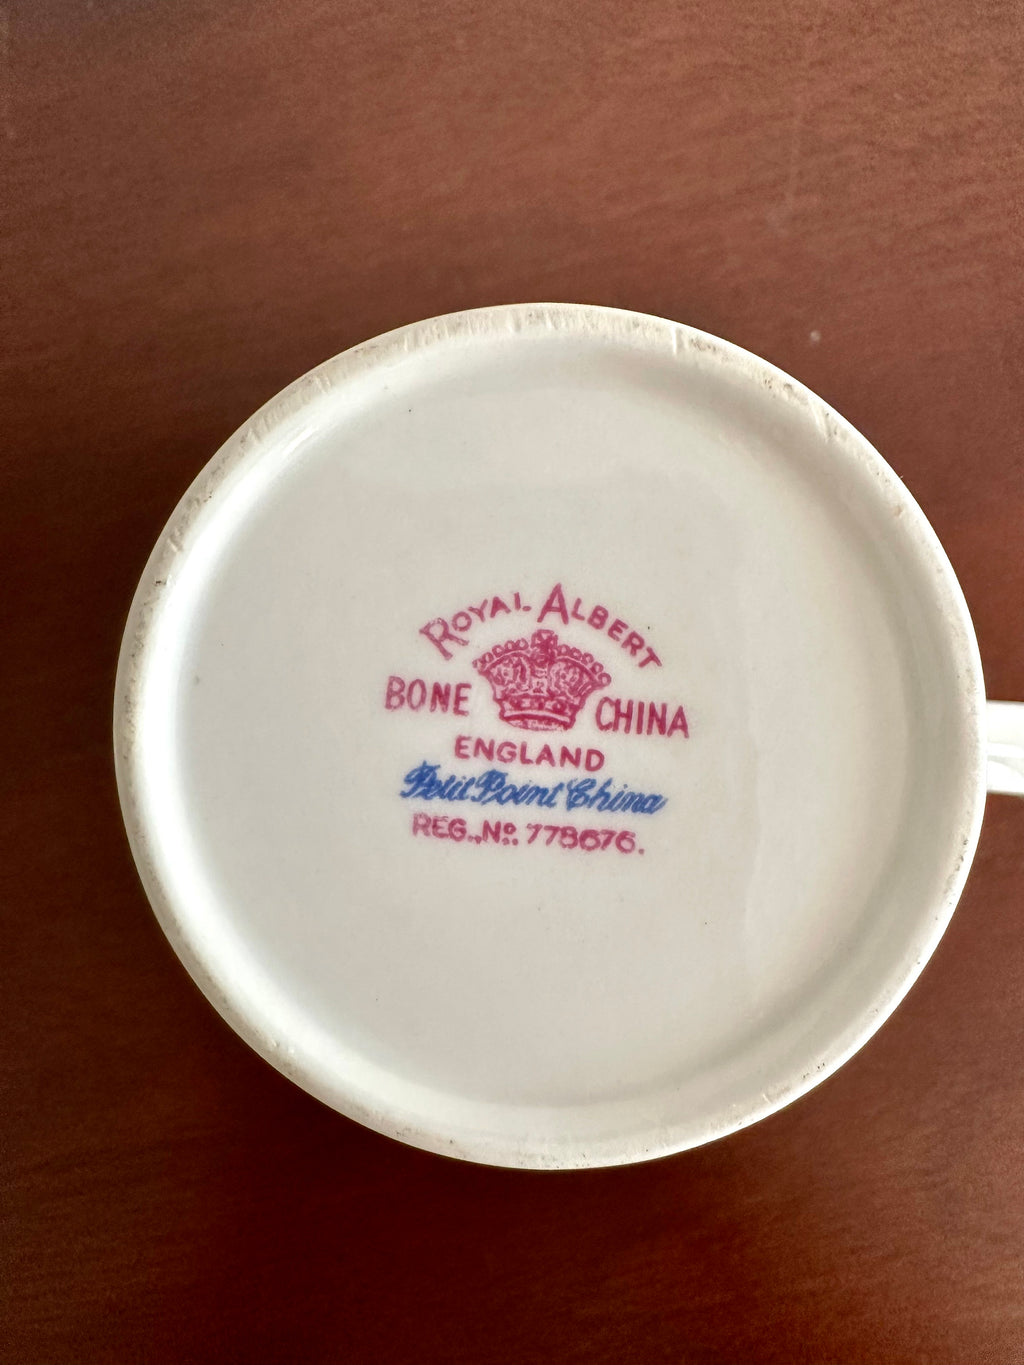 ROYAL ALBERT
BONE CHINA
ENGLAND
Petit Point China
REG. No. 778676.